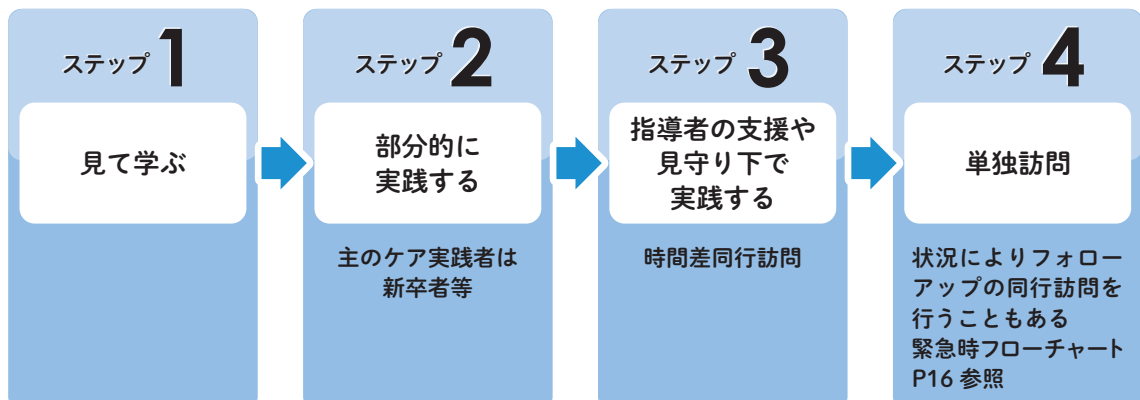 ステップ 1
見て学ぶ
ステップ 2
部分的に
実践する
主のケア実践者は
新卒者等
ステップ 3
指導者の支援や
見守り下で
実践する
時間差同行訪問
ステップ 4
単独訪問
状況によりフォロー
アップの同行訪問を
行うこともある
緊急時フローチャート
P16 参照